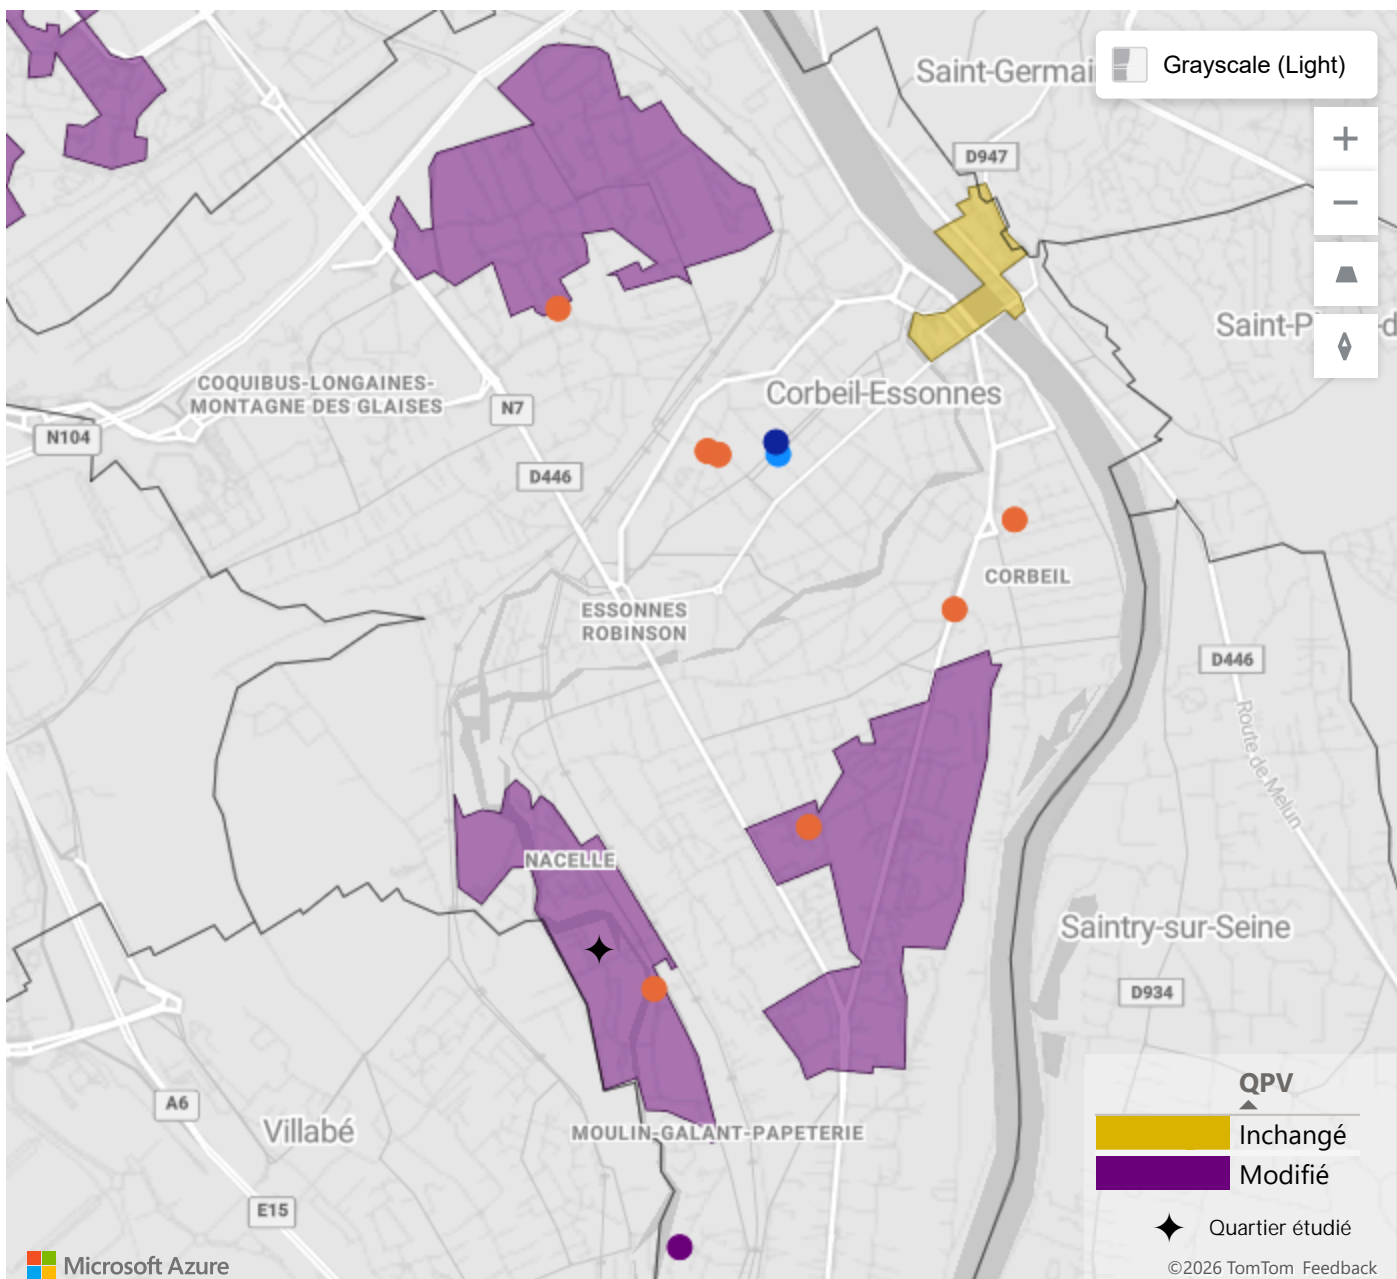 Saint-Germai
Grayscale (Light)
D947
Saint-P
COQUIBUS-LONGAINES-
MONTAGNE DES GLAISES
N7
Corbeil-Essonnes
N104
D446
CORBEIL
ESSONNES
ROBINSON
D446
Route de Melun
NACELLE
Saintry-sur-Seine
D934
QPV
A6
Villabé
MOULIN-GALANT-PAPETERIE
Inchangé
Modifié
E15
Quartier étudié
Microsoft Azure
©2026 TomTom Feedback